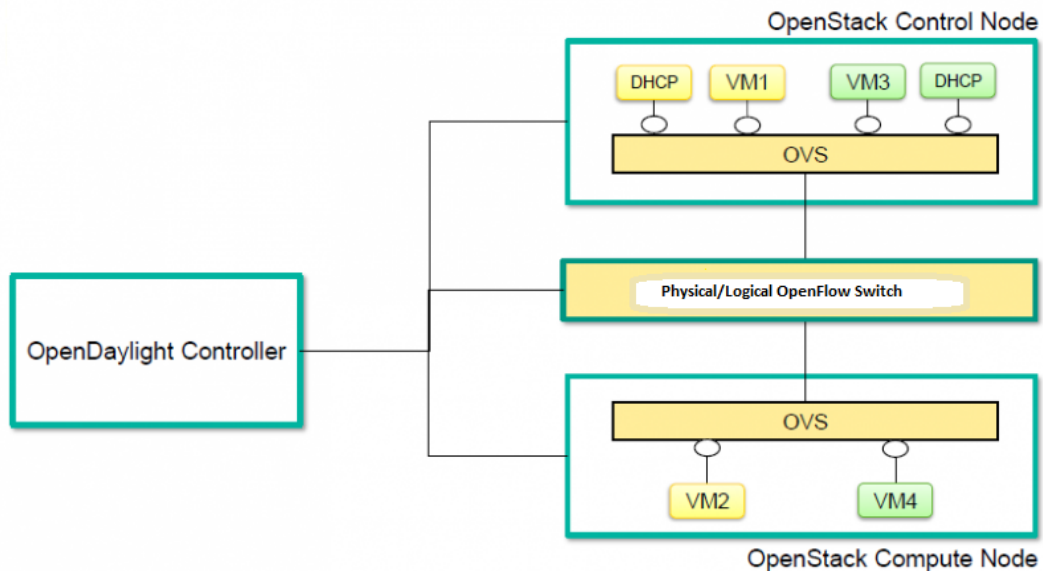 OpenStack Control Node
DHCP VM1 VM3 DHCP
OVS
Physical/Logical OpenFlow Switch
OpenDaylight Controller
OVS
VM2 VM4
OpenStack Compute Node